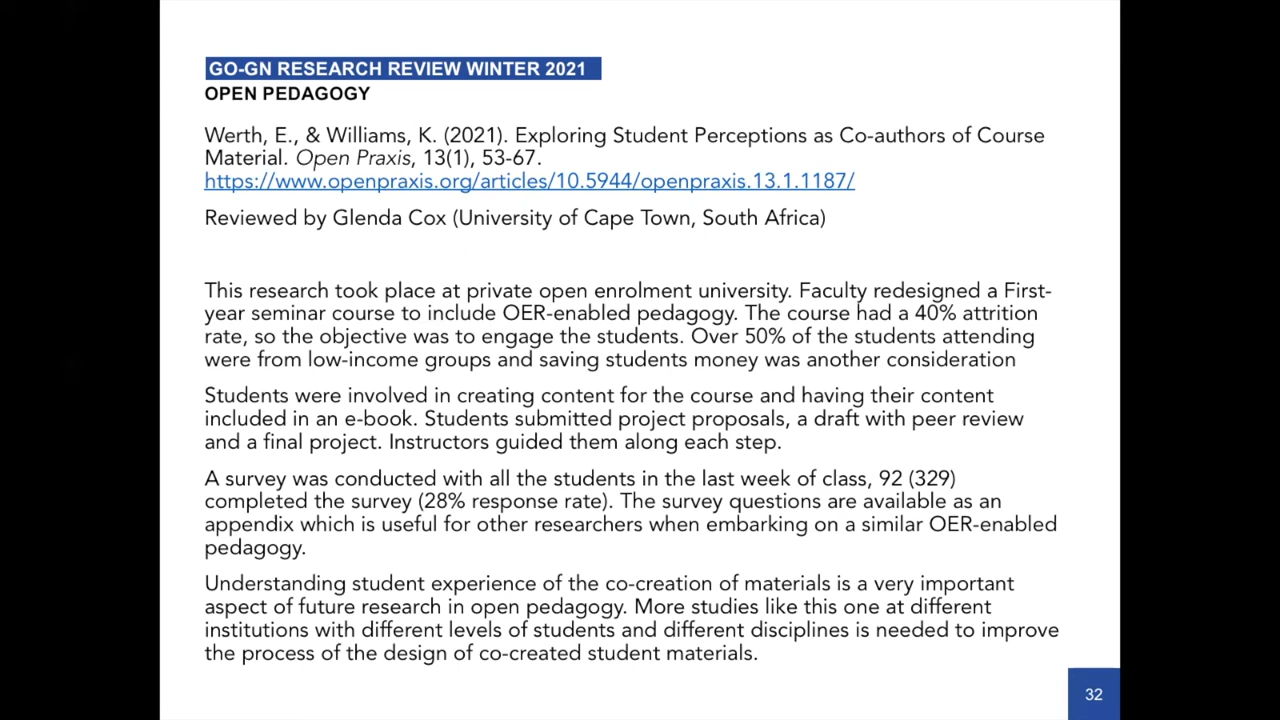 GO-GN RESEARCH REVIEW WINTER 2021
OPEN PEDAGOGY
Werth, E., & Williams, K. (2021). Exploring Student Perceptions as Co-authors of Course
Material. Open Praxis, 13(1), 53-67.
https://www.openpraxis.org/articles/10.5944/openpraxis.13.1.1187/
Reviewed by Glenda Cox (University of Cape Town, South Africa)
This research took place at private open enrolment university. Faculty redesigned a First-
year seminar course to include OER-enabled pedagogy. The course had a 40% attrition
rate, so the objective was to engage the students. Over 50% of the students attending
were from low-income groups and saving students money was another consideration
Students were involved in creating content for the course and having their content
included in an e-book. Students submitted project proposals, a draft with peer review
and a final project. Instructors guided them along each step.
A survey was conducted with all the students in the last week of class, 92 (329)
completed the survey (28% response rate). The survey questions are available as an
appendix which is useful for other researchers when embarking on a similar OER-enabled
pedagogy.
Understanding student experience of the co-creation of materials is a very important
aspect of future research in open pedagogy. More studies like this one at different
institutions with different levels of students and different disciplines is needed to improve
the process of the design of co-created student materials.
32